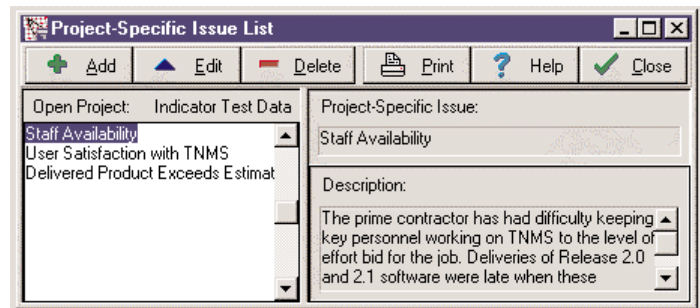 Project-Specific Issue List
Add Edit Delete Print Help Close
Open Project: Indicator Test Data
Staff Availability
User Satisfaction with TNMS
Delivered Product Exceeds Estimat
Project-Specific Issue:
Staff Availability
Description:
The prime contractor has had difficulty keeping
key personnel working on TNMS to the level of
effort bid for the job. Deliveries of Release 2.0
and 2.1 software were late when these